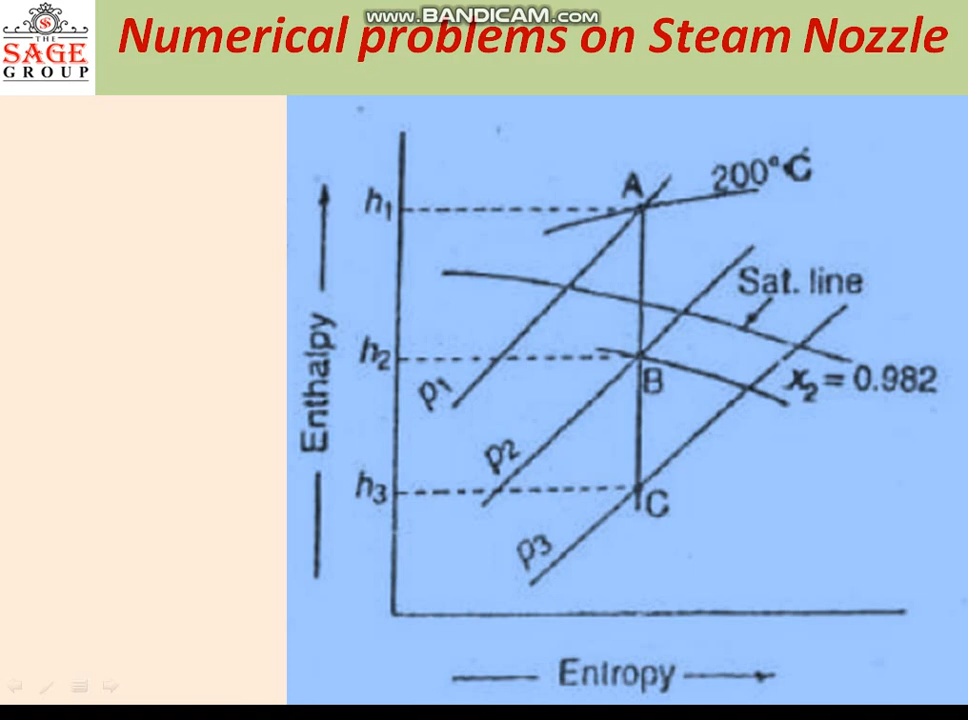 www.BANDICAM.com
THE
SAGE
GROUP
Numerical problems on Steam Nozzle
A
200°C
h1
Sat. line
h2
B
x2 = 0.982
p1
p2
h3
C
p3
Enthalpy
Entropy